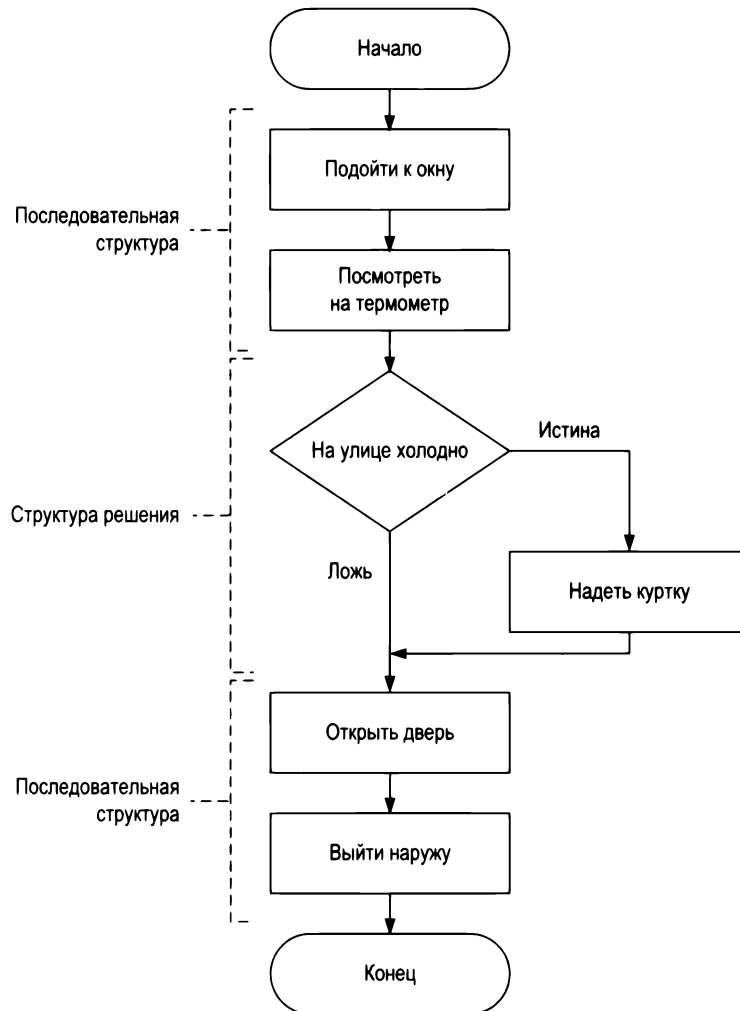 Начало
Подойти к окну
Последовательная
структура
Посмотреть
на термометр
На улице холодно
Истина
Структура решения
Ложь
Надеть куртку
Открыть дверь
Последовательная
структура
Выйти наружу
Конец